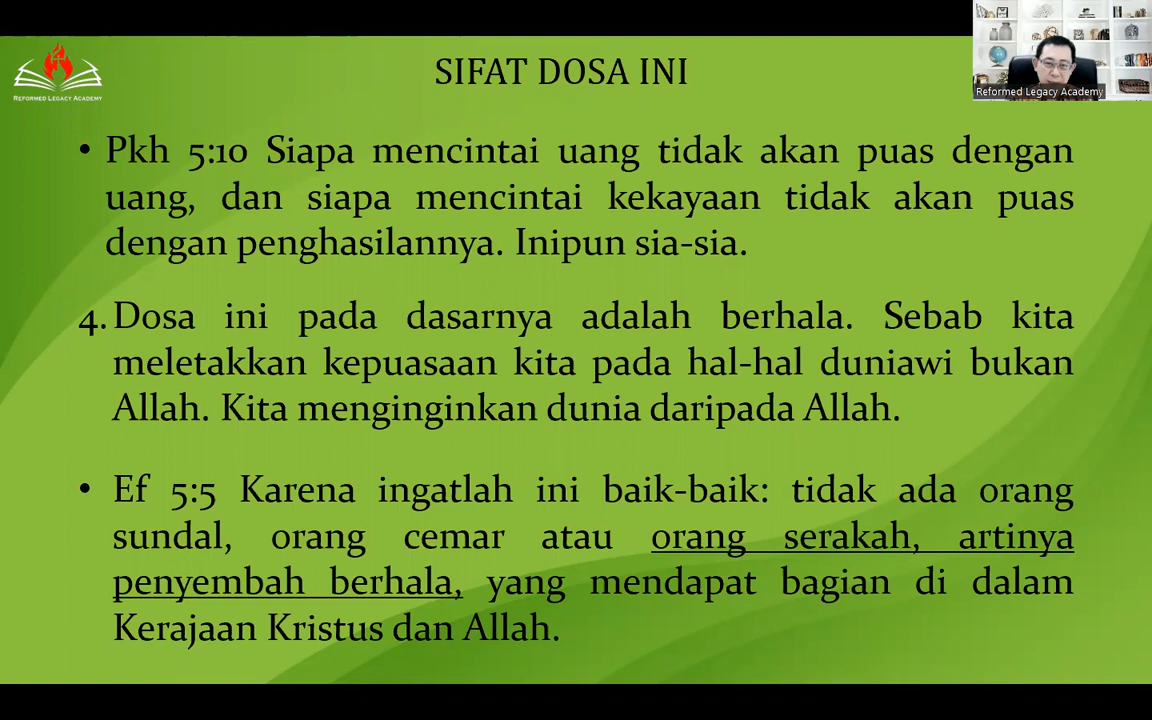 SIFAT DOSA INI
REFORMED LEGACY ACADEMY
Reformed Legacy Academy
• Pkh 5:10 Siapa mencintai uang tidak akan puas dengan
uang, dan siapa mencintai kekayaan tidak akan puas
dengan penghasilannya. Inipun sia-sia.
4. Dosa ini pada dasarnya adalah berhala. Sebab kita
meletakkan kepuasaan kita pada hal-hal duniawi bukan
Allah. Kita menginginkan dunia daripada Allah.
• Ef 5:5 Karena ingatlah ini baik-baik: tidak ada orang
sundal, orang cemar atau orang serakah, artinya
penyembah berhala, yang mendapat bagian di dalam
Kerajaan Kristus dan Allah.